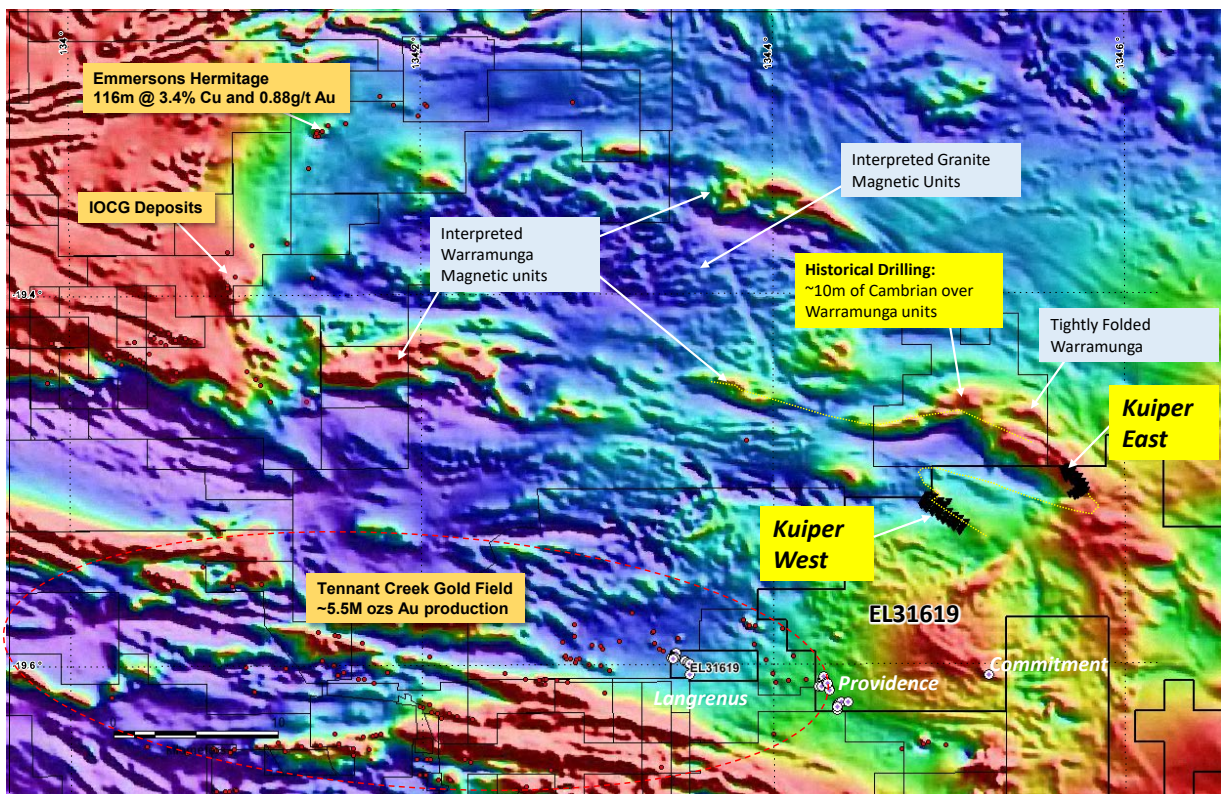 134°
134.2°
134.4°
134.6°
Emmersons Hermitage
116m @ 3.4% Cu and 0.88g/t Au
Interpreted Granite
Magnetic Units
IOCG Deposits
Interpreted
Warramunga
Magnetic units
Historical Drilling:
~10m of Cambrian over
Warramunga units
-19.4°
Tightly Folded
Warramunga
Kuiper
East
Kuiper
West
Tennant Creek Gold Field
~5.5M ozs Au production
EL31619
-19.6°
EL31619
Commitment
Langrenus
Providence
0
10